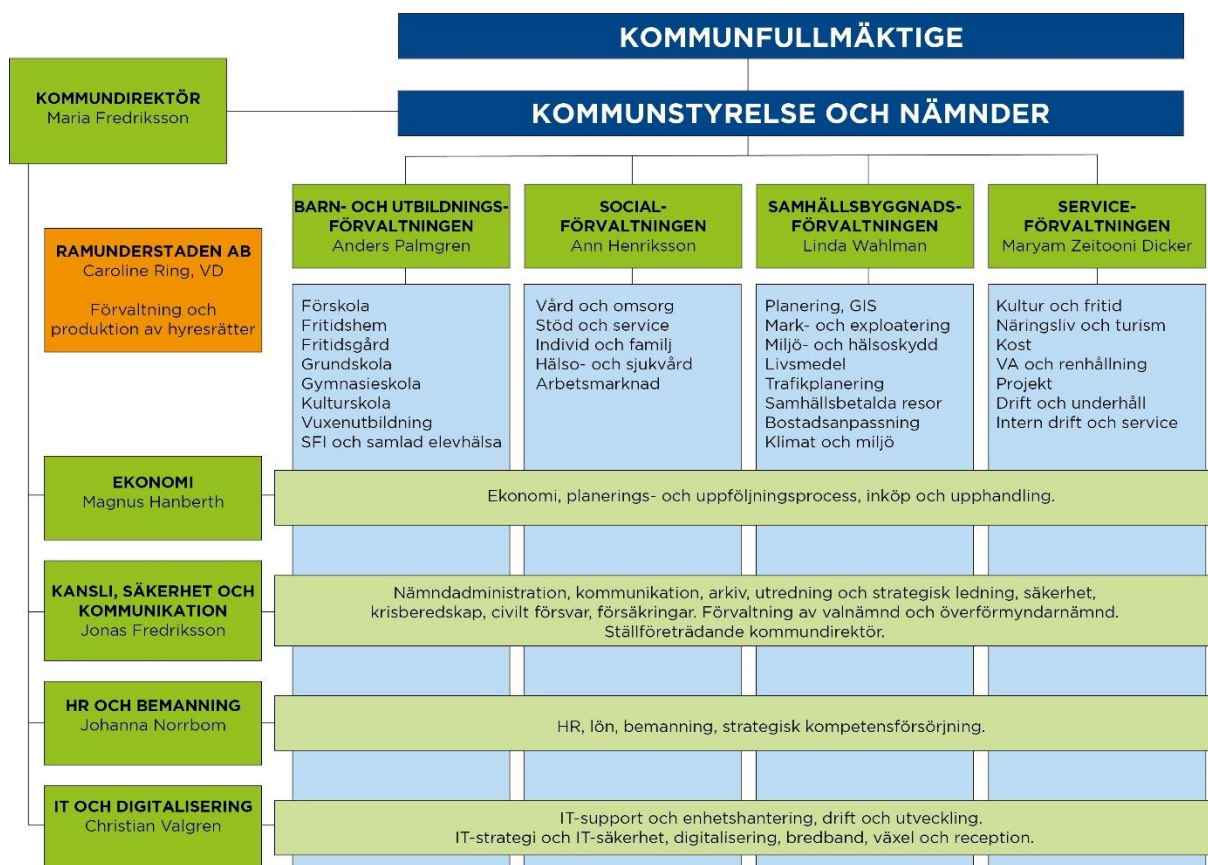 KOMMUNFULLMÄKTIGE
KOMMUNDIREKTÖR
Maria Fredriksson
KOMMUNSTYRELSE OCH NÄMNDER
BARN- OCH UTBILDNINGS-
FÖRVALTNINGEN
Anders Palmgren
SOCIAL-
FÖRVALTNINGEN
Ann Henriksson
SAMHÄLLSBYGGNADS-
FÖRVALTNINGEN
Linda Wahlman
SERVICE-
FÖRVALTNINGEN
Maryam Zeitooni Dicker
RAMUNDERSTADEN AB
Caroline Ring, VD
Förvaltning och
produktion av hyresrätter
Förskola
Fritidshem
Fritidsgård
Grundskola
Gymnasieskola
Kulturskola
Vuxenutbildning
SFI och samlad elevhälsa
Vård och omsorg
Stöd och service
Individ och familj
Hälso- och sjukvård
Arbetsmarknad
Planering, GIS
Mark- och exploatering
Miljö- och hälsoskydd
Livsmedel
Trafikplanering
Samhällsbetalda resor
Bostadsanpassning
Klimat och miljö
Kultur och fritid
Näringsliv och turism
Kost
VA och renhållning
Projekt
Drift och underhåll
Intern drift och service
EKONOMI
Magnus Hanberth
Ekonomi, planerings- och uppföljningsprocess, inköp och upphandling.
KANSLI, SÄKERHET OCH
KOMMUNIKATION
Jonas Fredriksson
Nämndadministration, kommunikation, arkiv, utredning och strategisk ledning, säkerhet,
krisberedskap, civilt försvar, försäkringar. Förvaltning av valnämnd och överförmyndarnämnd.
Ställföreträdande kommundirektör.
HR OCH BEMANNING
Johanna Norrbom
HR, lön, bemanning, strategisk kompetensförsörjning.
IT OCH DIGITALISERING
Christian Valgren
IT-support och enhetshantering, drift och utveckling.
IT-strategi och IT-säkerhet, digitalisering, bredband, växel och reception.